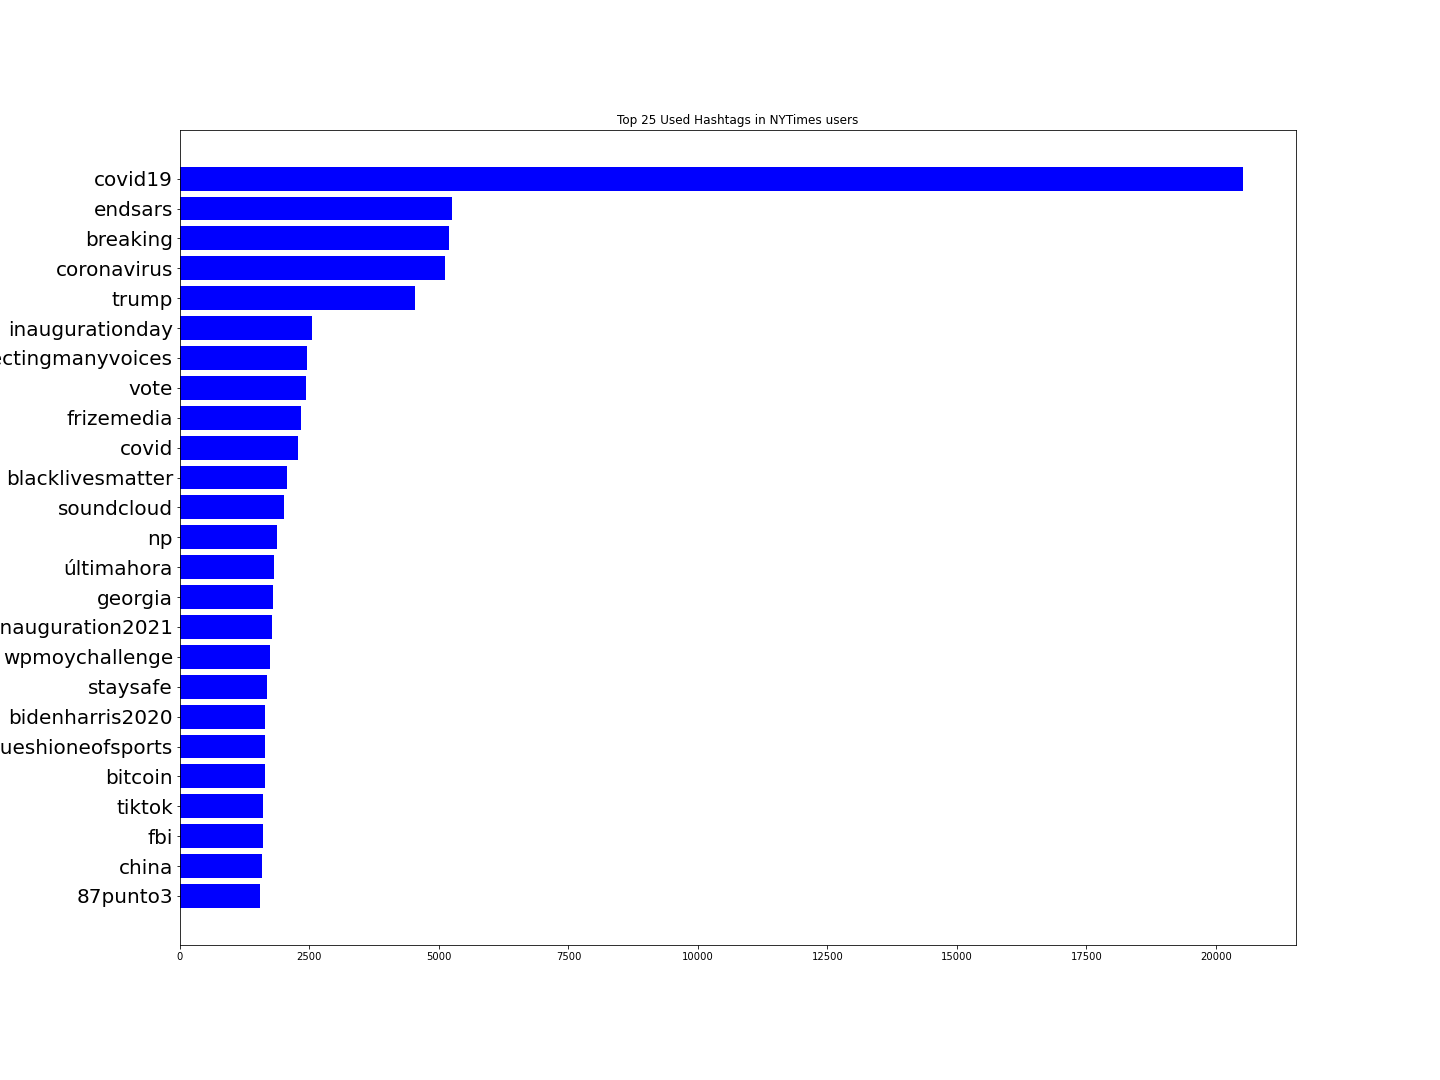 Top 25 Used Hashtags in NYTimes users
covid19
endsars
breaking
coronavirus
trump
inaugurationday
ectingmanyvoices
vote
frizemedia
covid
blacklivesmatter
soundcloud
np
últimahora
georgia
nauguration2021
wpmoychallenge
staysafe
bidenharris2020
ueshioneofsports
bitcoin
tiktok
fbi
china
87punto3
0 2500 5000 7500 10000 12500 15000 17500 20000